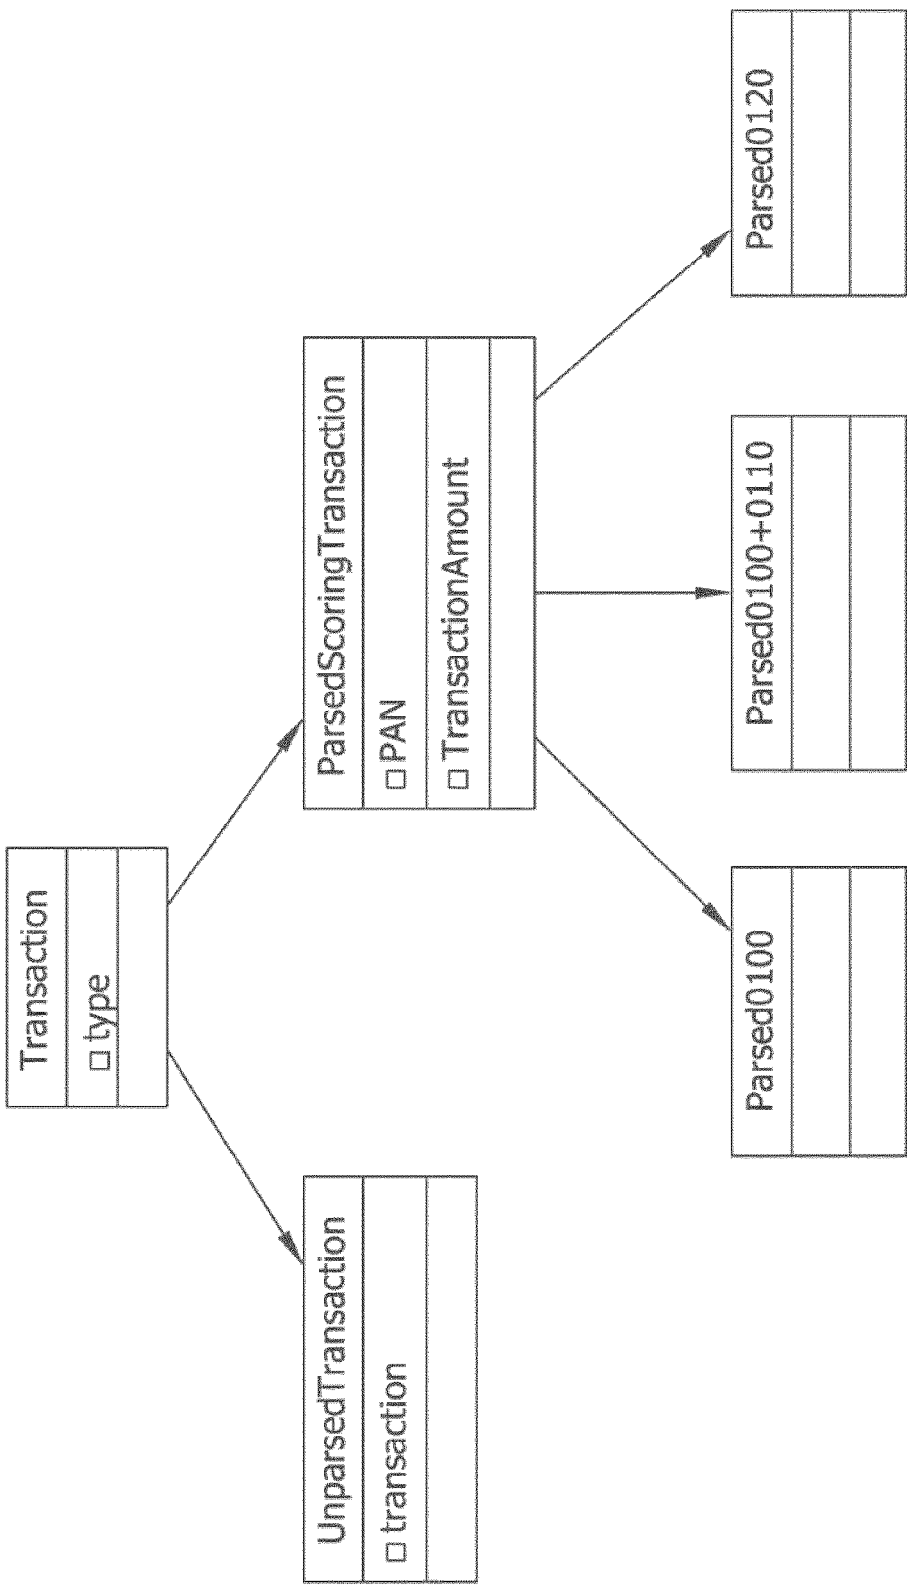 Transaction
type
UnparsedTransaction
transaction
ParsedScoringTransaction
PAN
TransactionAmount
Parsed0100
Parsed0100+0110
Parsed0120